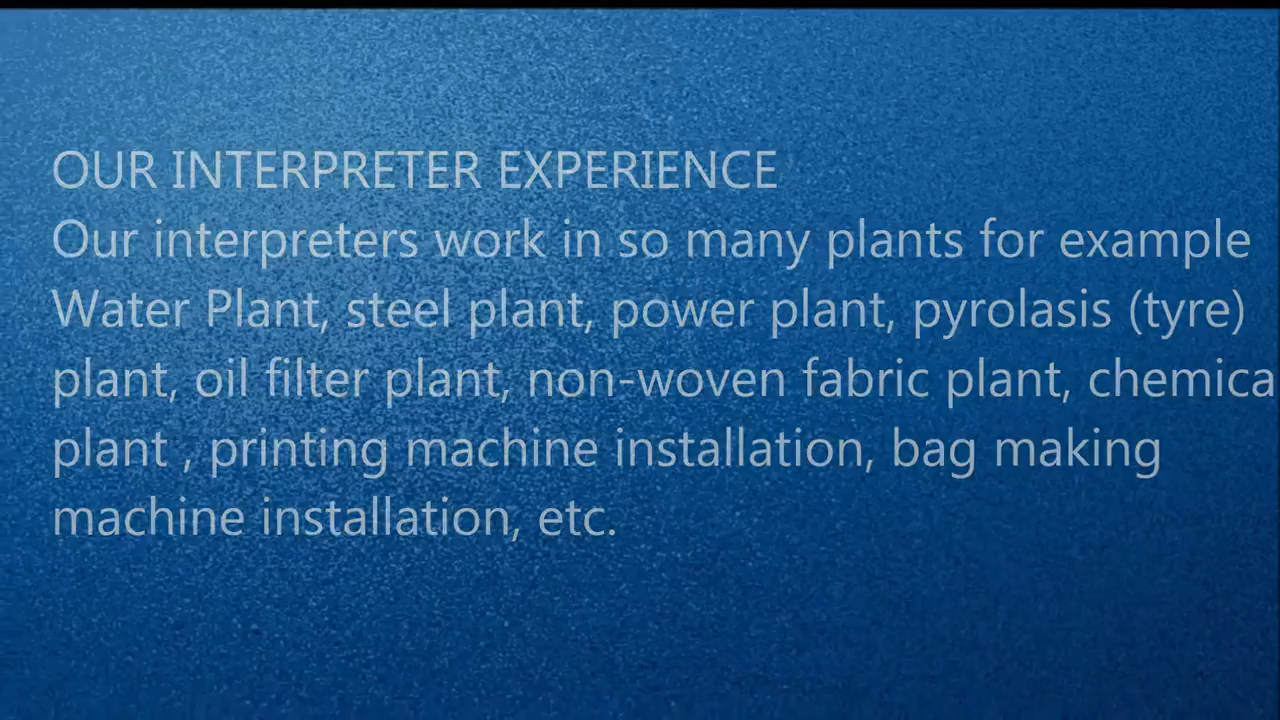 OUR INTERPRETER EXPERIENCE
Our interpreters work in so many plants for example
Water Plant, steel plant, power plant, pyrolasis (tyre)
plant, oil filter plant, non-woven fabric plant, chemica
plant , printing machine installation, bag making
machine installation, etc.